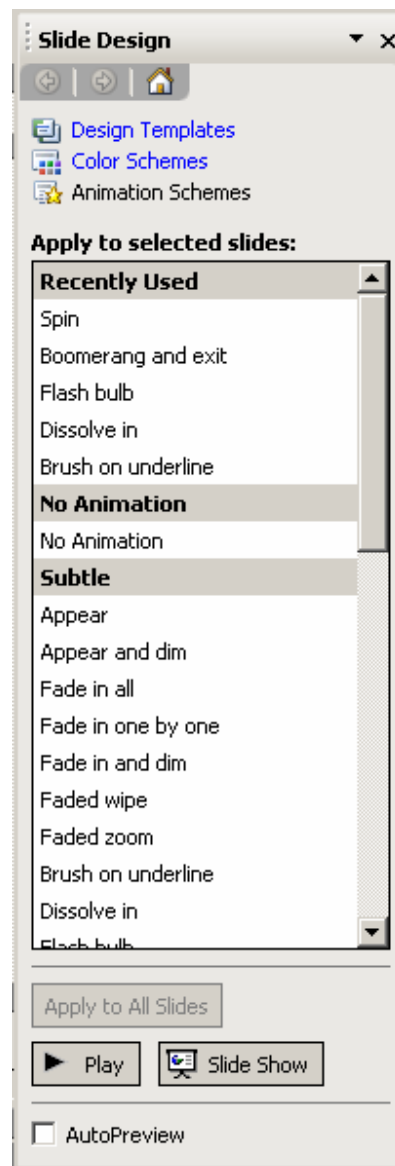 Slide Design
Design Templates
Color Schemes
Animation Schemes
Apply to selected slides:
Recently Used
Spin
Boomerang and exit
Flash bulb
Dissolve in
Brush on underline
No Animation
No Animation
Subtle
Appear
Appear and dim
Fade in all
Fade in one by one
Fade in and dim
Faded wipe
Faded zoom
Brush on underline
Dissolve in
Flash bulb
Apply to All Slides
Play Slide Show
AutoPreview